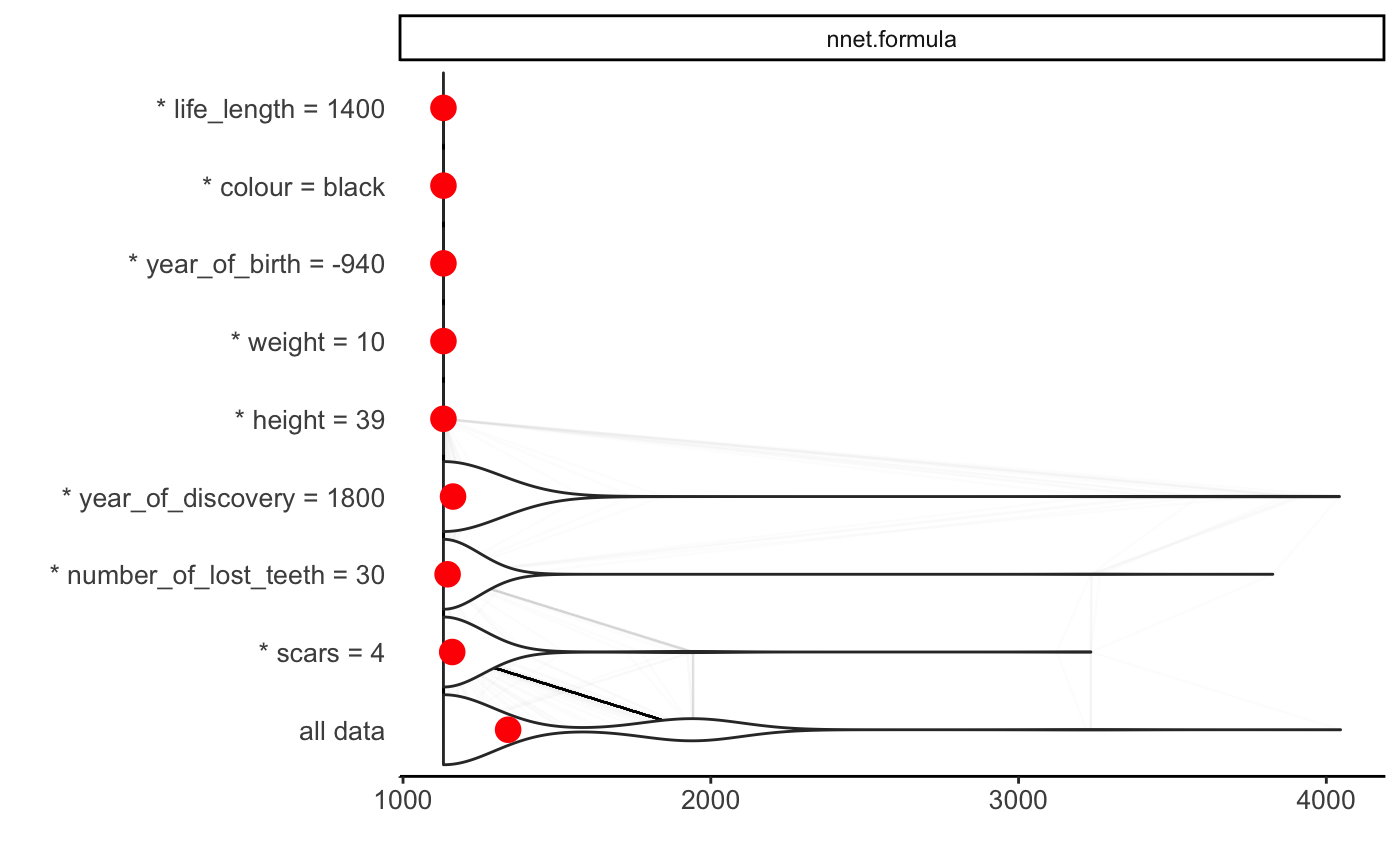 nnet.formula
* life_length = 1400
* colour = black
* year_of_birth = -940
* weight = 10
* height = 39
* year_of_discovery = 1800
* number_of_lost_teeth = 30
* scars = 4
all data
1000 2000 3000 4000